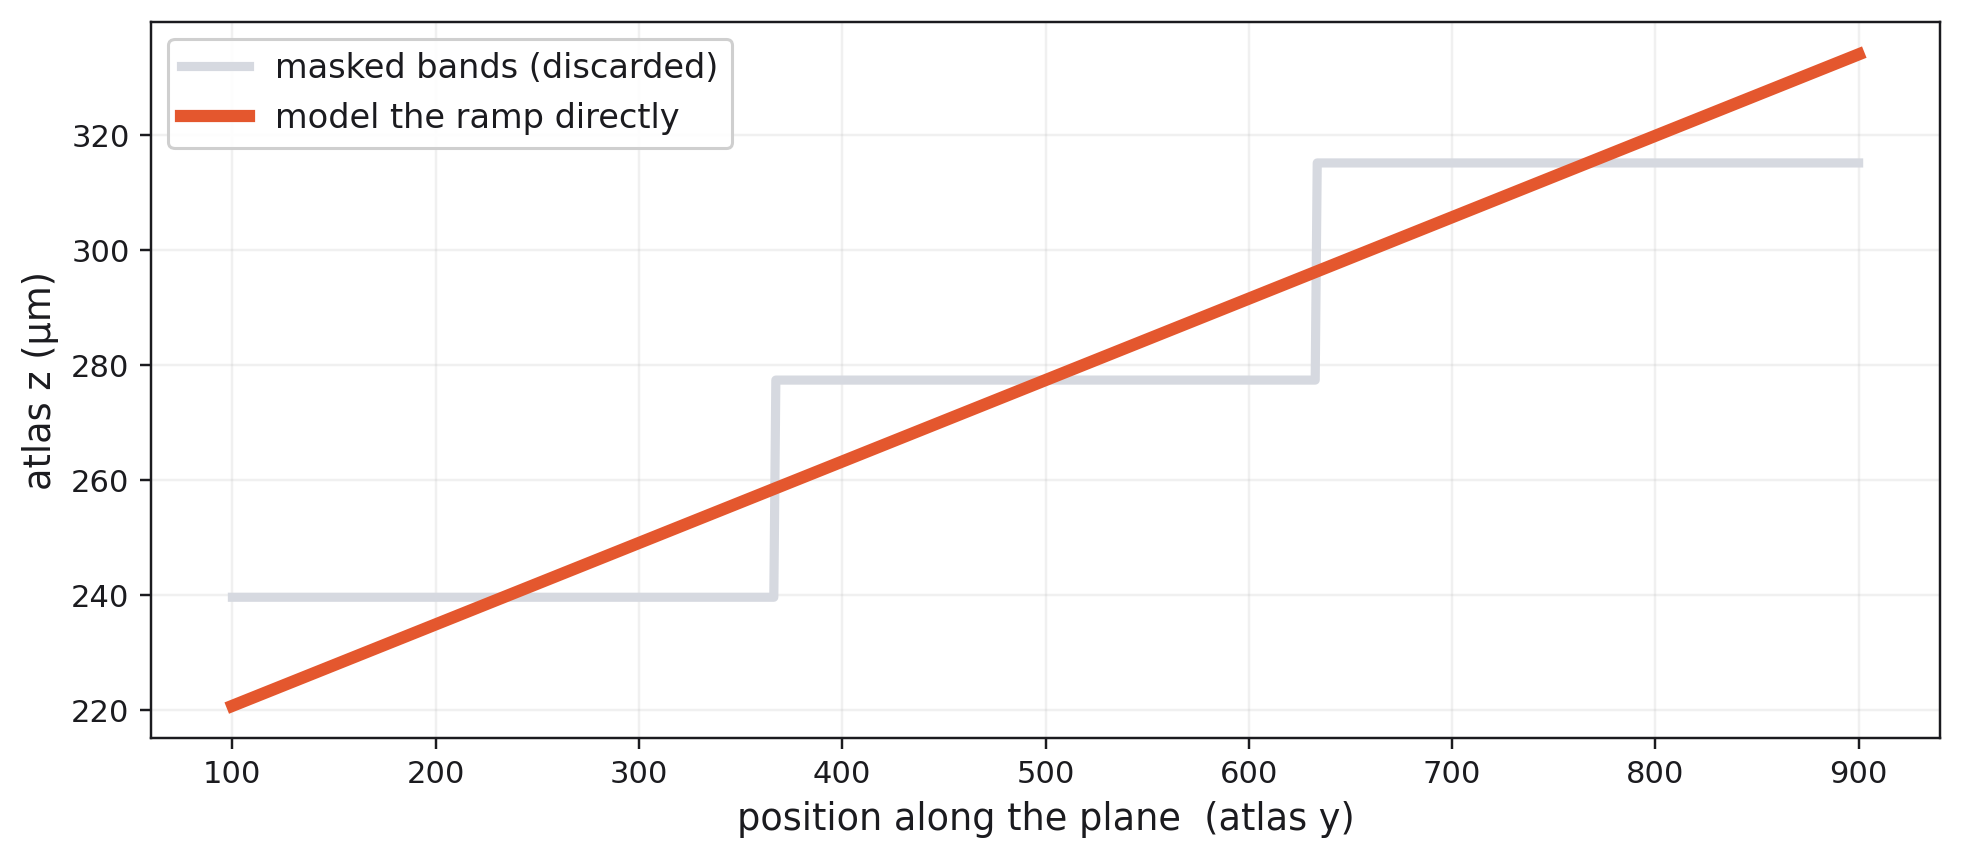 masked bands (discarded)
model the ramp directly
atlas z (µm)
320
300
280
260
240
220
100 200 300 400 500 600 700 800 900
position along the plane  (atlas y)